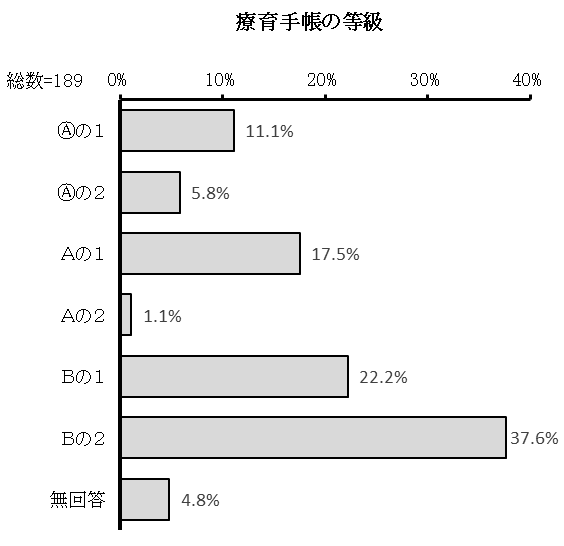 療育手帳の等級
総数=189 0% 10% 20% 30% 40%
Ⓐの1 11.1%
Ⓐの2 5.8%
Aの1 17.5%
Aの2 1.1%
Bの1 22.2%
Bの2 37.6%
無回答 4.8%